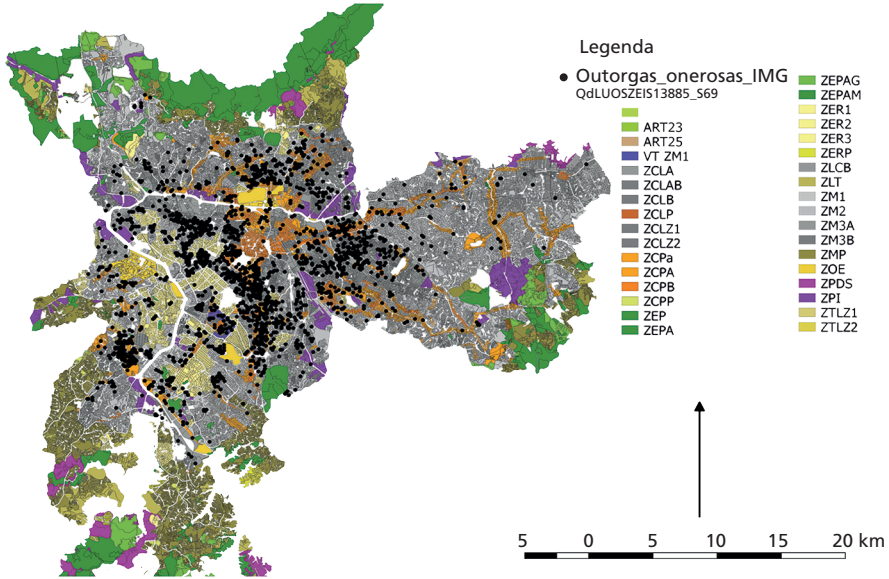 Legenda
Outorgas_onerosas_IMG
QdLUOSZEIS13885_S69
ART23
ART25
VT ZM1
ZCLA
ZCLAB
ZCLB
ZCLP
ZCLZ1
ZCLZ2
ZCPa
ZCPA
ZCPB
ZCPP
ZEP
ZEPA
ZEPAG
ZEPAM
ZER1
ZER2
ZER3
ZERP
ZLCB
ZLT
ZM1
ZM2
ZM3A
ZM3B
ZMP
ZOE
ZPDS
ZPI
ZTLZ1
ZTLZ2
5 0 5 10 15 20 km